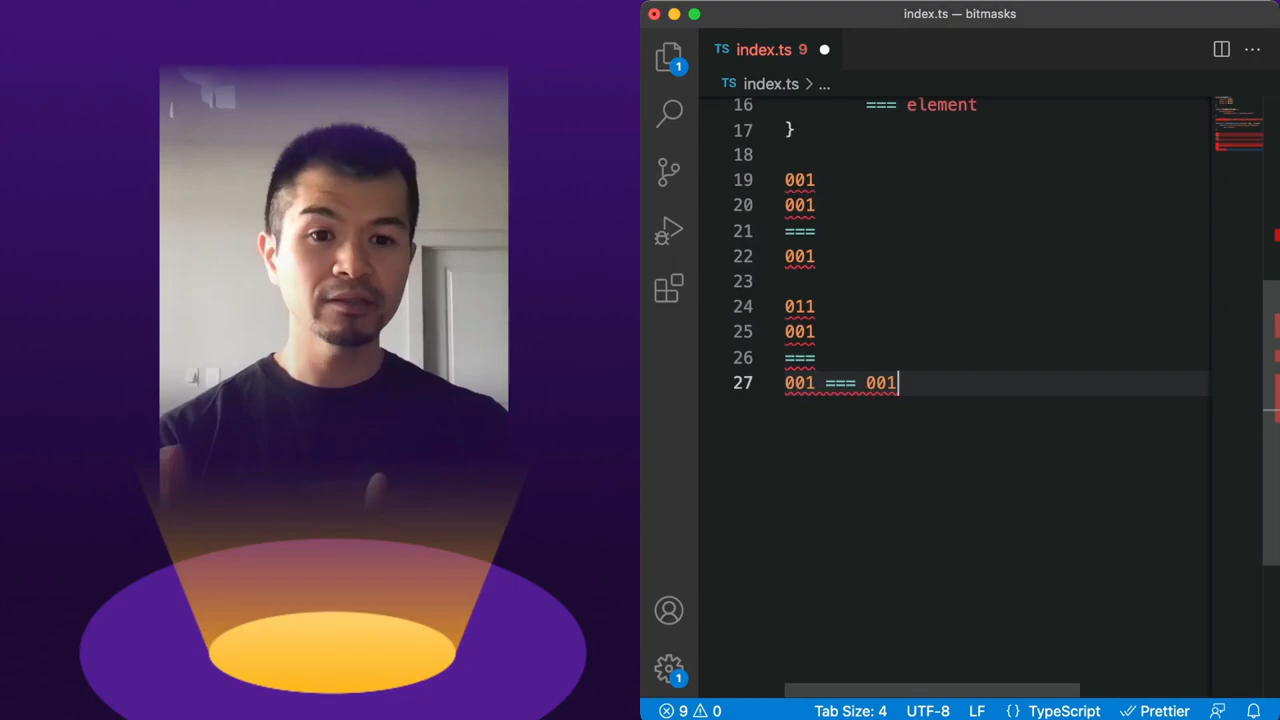 index.ts — bitmasks
TS index.ts 9
1
TS index.ts > ...
16 === element
17 }
18
19 001
20 001
21 ===
22 001
23
24 011
25 001
26 ===
27 001 === 001
1
9 0 Tab Size: 4 UTF-8 LF {} TypeScript Prettier